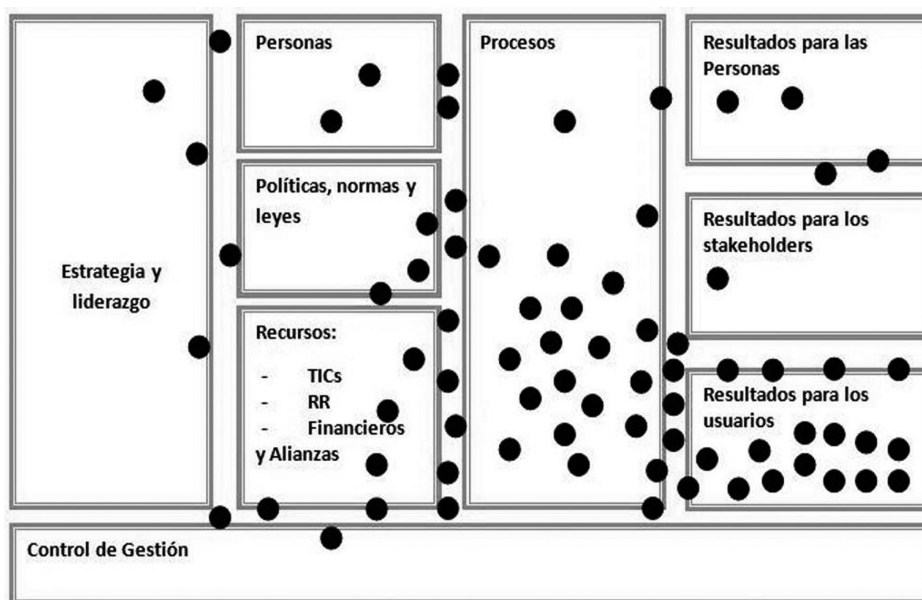 Estrategia y
liderazgo
Personas
Políticas, normas y
leyes
Recursos:
- TICs
- RR
- Financieros
y Alianzas
Procesos
Resultados para las
Personas
Resultados para los
stakeholders
Resultados para los
usuarios
Control de Gestión